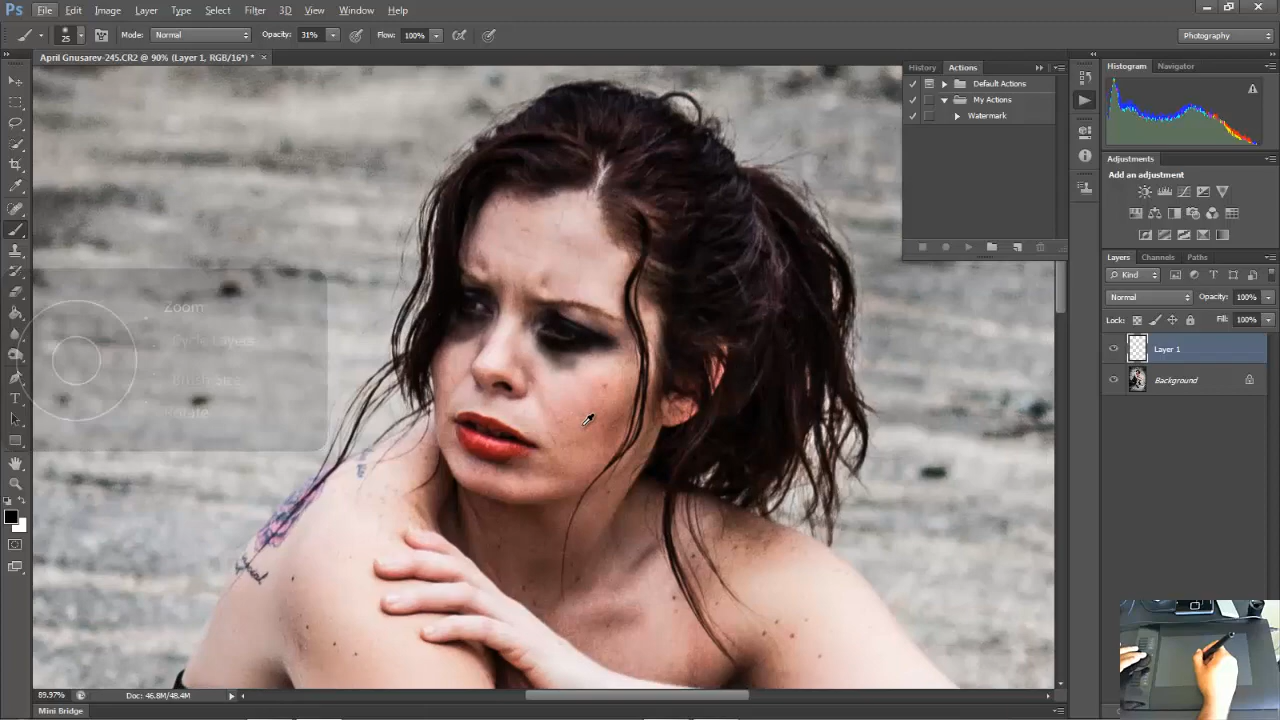 Ps File Edit Image Layer Type Select Filter 3D View Window Help
25 Mode: Normal Opacity: 31% Flow: 100% Photography
April Gnusarev-245.CR2 @ 90% (Layer 1, RGB/16*) * ×
History Actions
Default Actions
My Actions
Watermark
Histogram Navigator
Adjustments
Add an adjustment
Layers Channels Paths
Kind
Normal Opacity: 100%
Lock: Fill: 100%
Layer 1
Background
Zoom
Cycle Layers
Brush Size
Rotate
89.97% Doc: 46.8M/48.4M
Mini Bridge